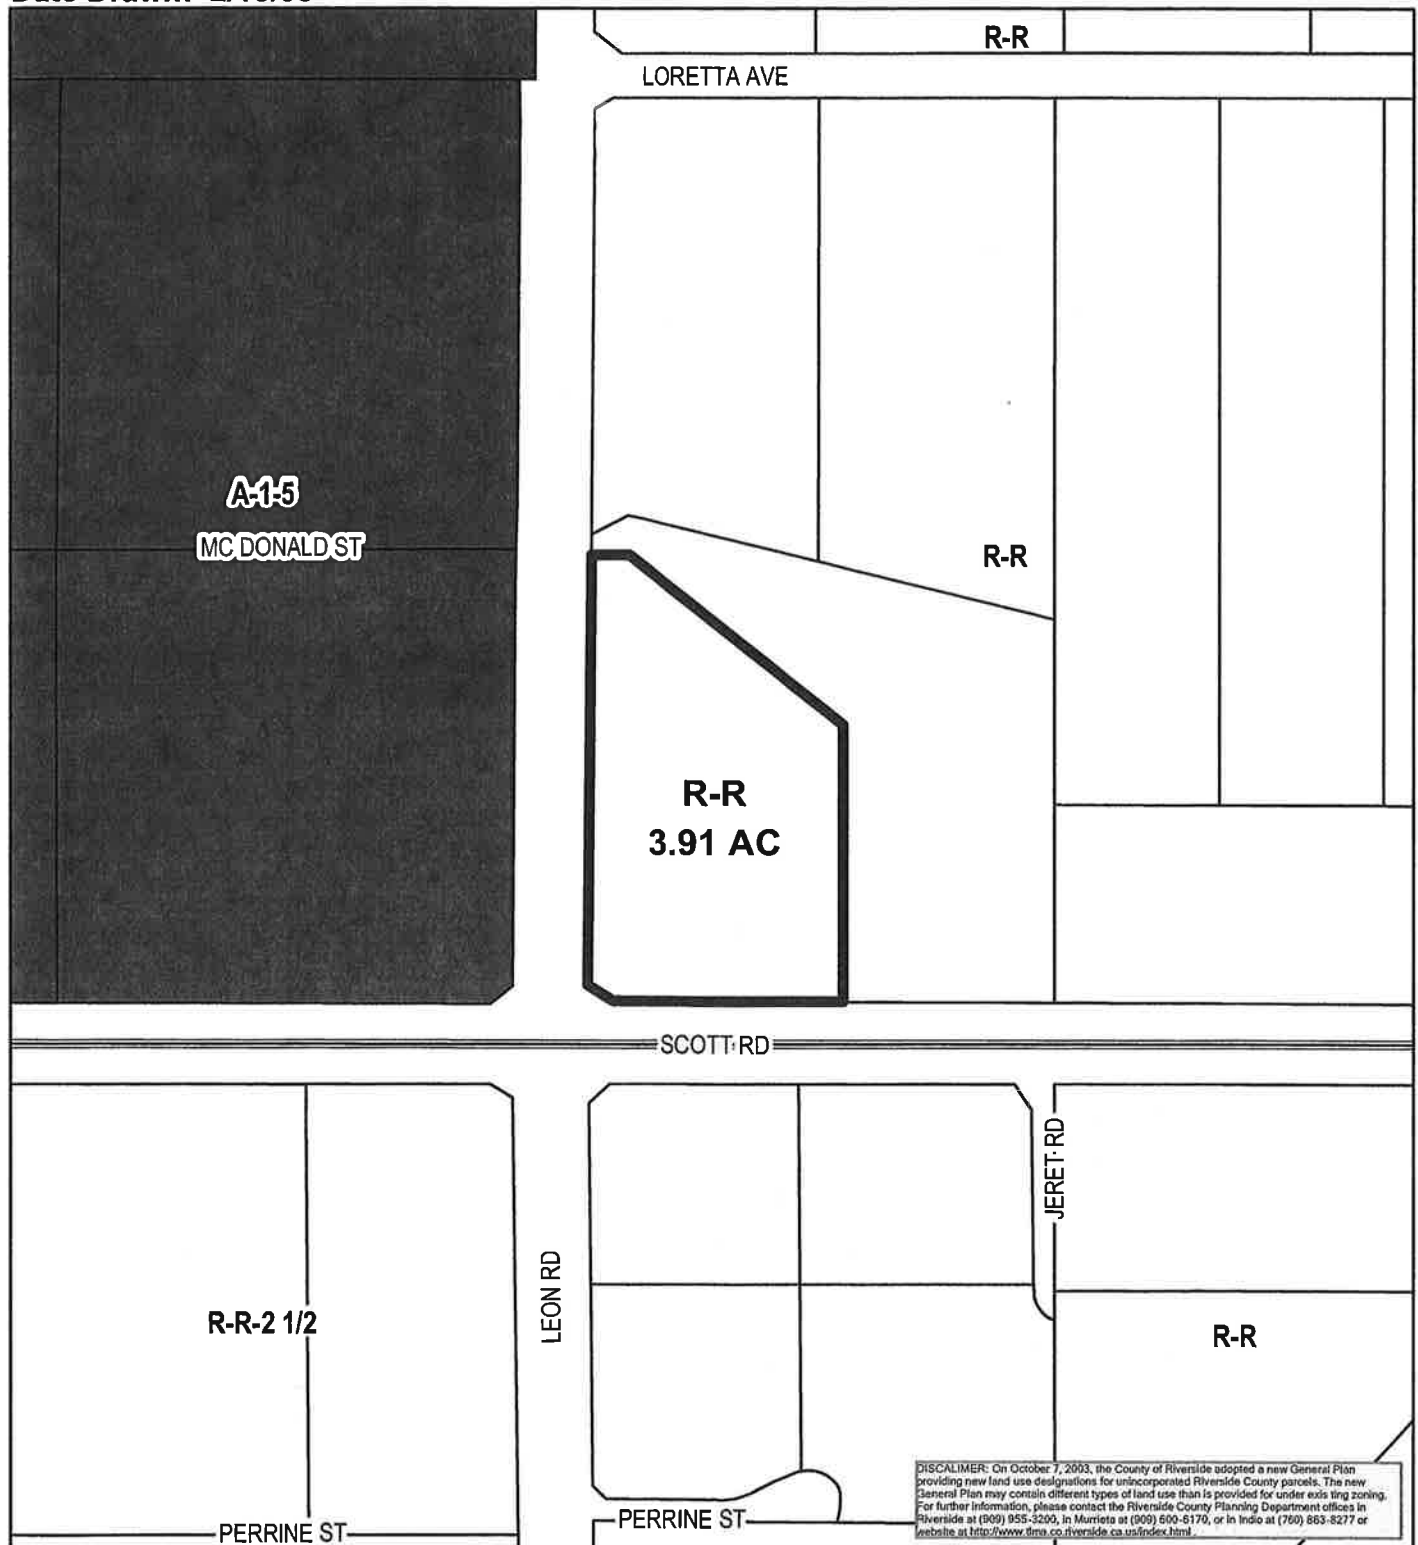 R-R
LORETTA AVE
A-1-5
MC DONALD ST
R-R
R-R
3.91 AC
SCOTT RD
JERET RD
LEON RD
R-R-2 1/2
R-R
DISCALIMER: On October 7, 2003, the County of Riverside adopted a new General Plan
providing new land use designations for unincorporated Riverside County parcels. The new
General Plan may contain different types of land use than is provided for under existing zoning.
For further information, please contact the Riverside County Planning Department offices in
Riverside at (909) 955-3200, in Murrieta at (909) 600-6170, or in Indio at (760) 863-8277 or
website at http://www.tlma.co.riverside.ca.us/index.html
PERRINE ST
PERRINE ST